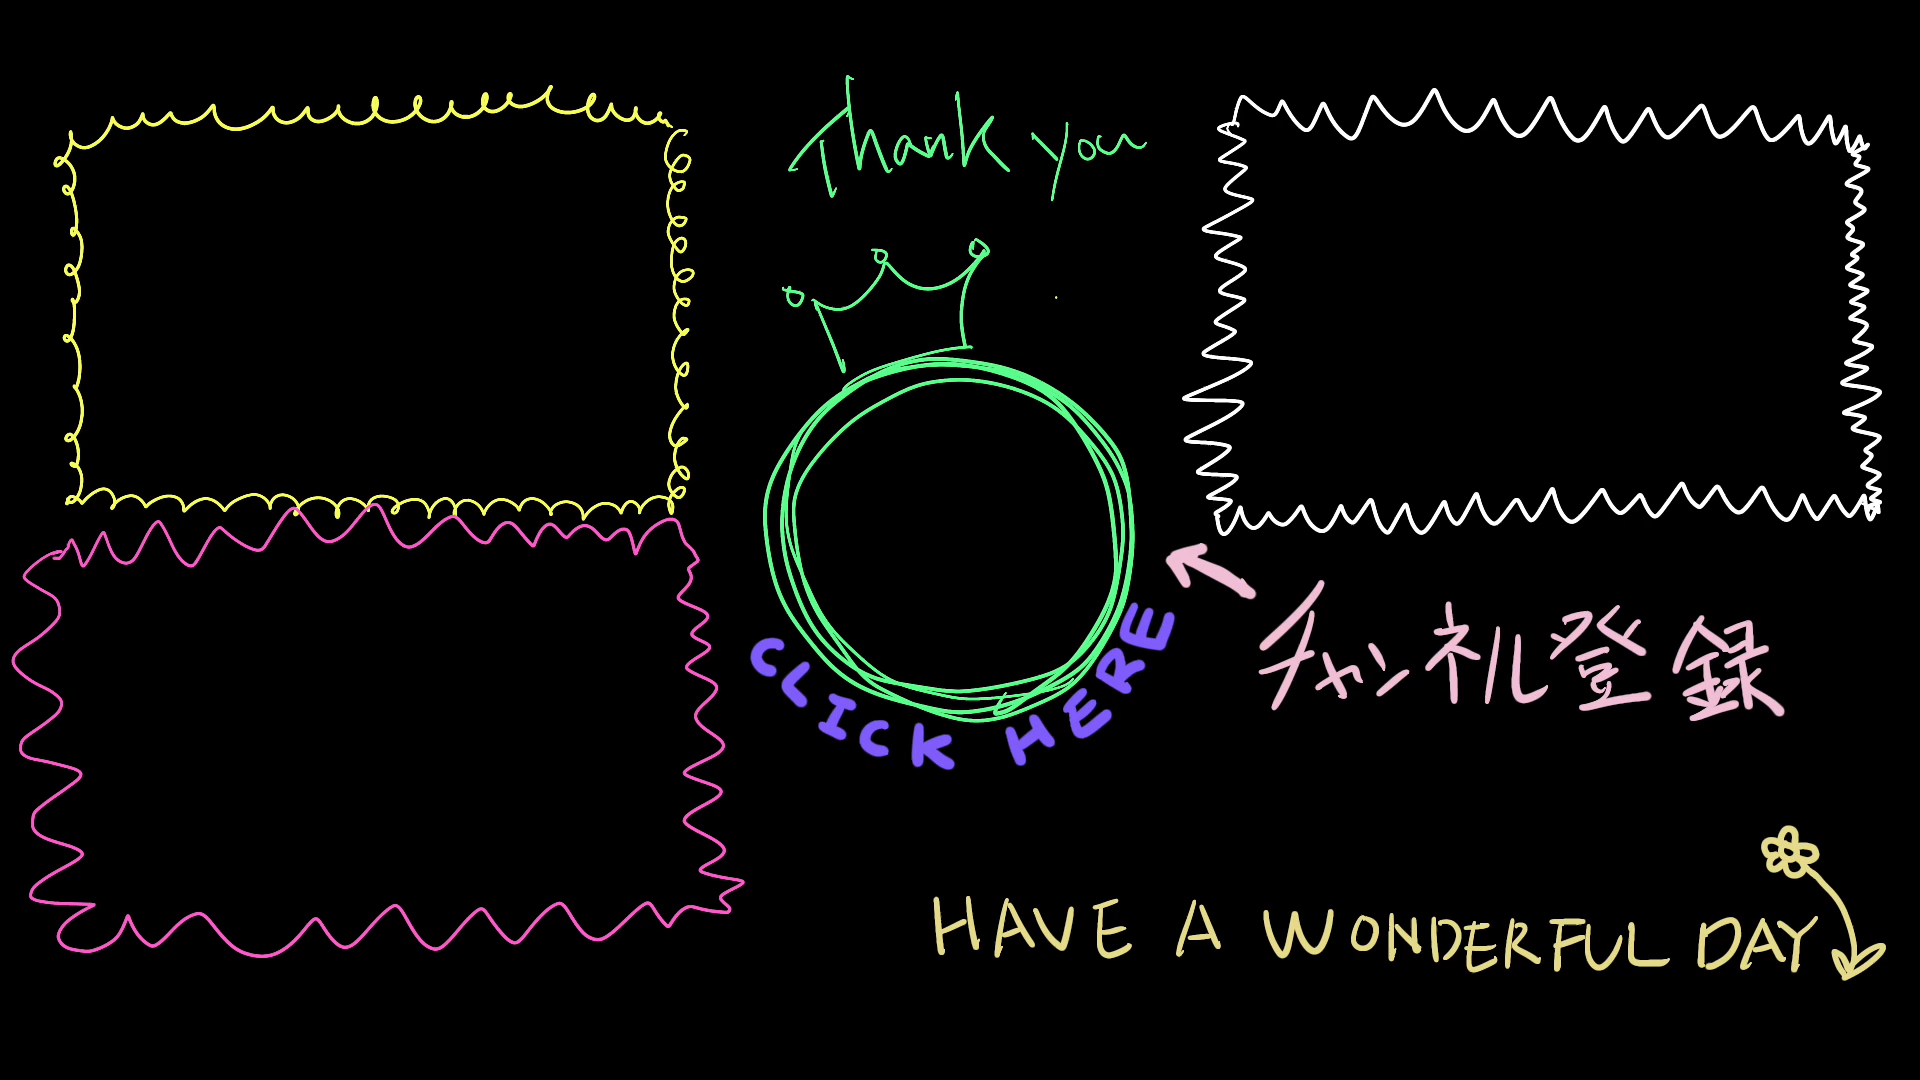 Thank you
CLICK HERE
チャンネル登録
HAVE A WONDERFUL DAY